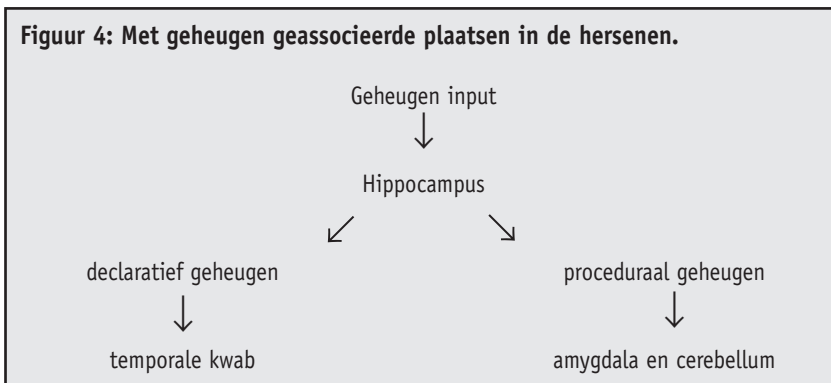 Figuur 4: Met geheugen geassocieerde plaatsen in de hersenen.
Geheugen input
Hippocampus
declaratief geheugen
proceduraal geheugen
temporale kwab
amygdala en cerebellum